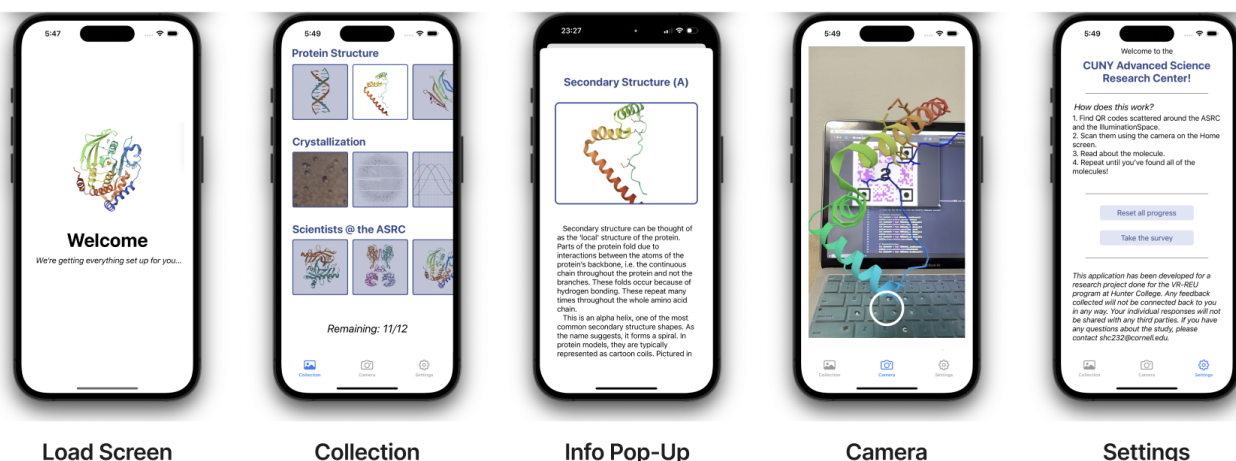 5:47
Welcome
We're getting everything set up for you...
Load Screen
5:49
Protein Structure
Crystallization
Scientists @ the ASRC
Remaining: 11/12
Collection
Camera
Settings
Collection
23:27
Secondary Structure (A)
Secondary structure can be thought of
as the 'local' structure of the protein.
Parts of the protein fold due to
interactions between the atoms of the
protein's backbone, i.e. the continuous
chain throughout the protein and not the
branches. These folds occur because of
hydrogen bonding. These repeat many
times throughout the whole amino acid
chain.
This is an alpha helix, one of the most
common secondary structure shapes. As
the name suggests, it forms a spiral. In
protein models, they are typically
represented as cartoon coils. Pictured in
Info Pop-Up
5:49
Collection
Camera
Settings
Camera
5:49
Welcome to the
CUNY Advanced Science
Research Center!
How does this work?
1. Find QR codes scattered around the ASRC
and the IlluminationSpace.
2. Scan them using the camera on the Home
screen.
3. Read about the molecule.
4. Repeat until you've found all of the
molecules!
Reset all progress
Take the survey
This application has been developed for a
research project done for the VR-REU
program at Hunter College. Any feedback
collected will not be connected back to you
in any way. Your individual responses will not
be shared with any third parties. If you have
any questions about the study, please
contact shc232@cornell.edu.
Collection
Camera
Settings
Settings